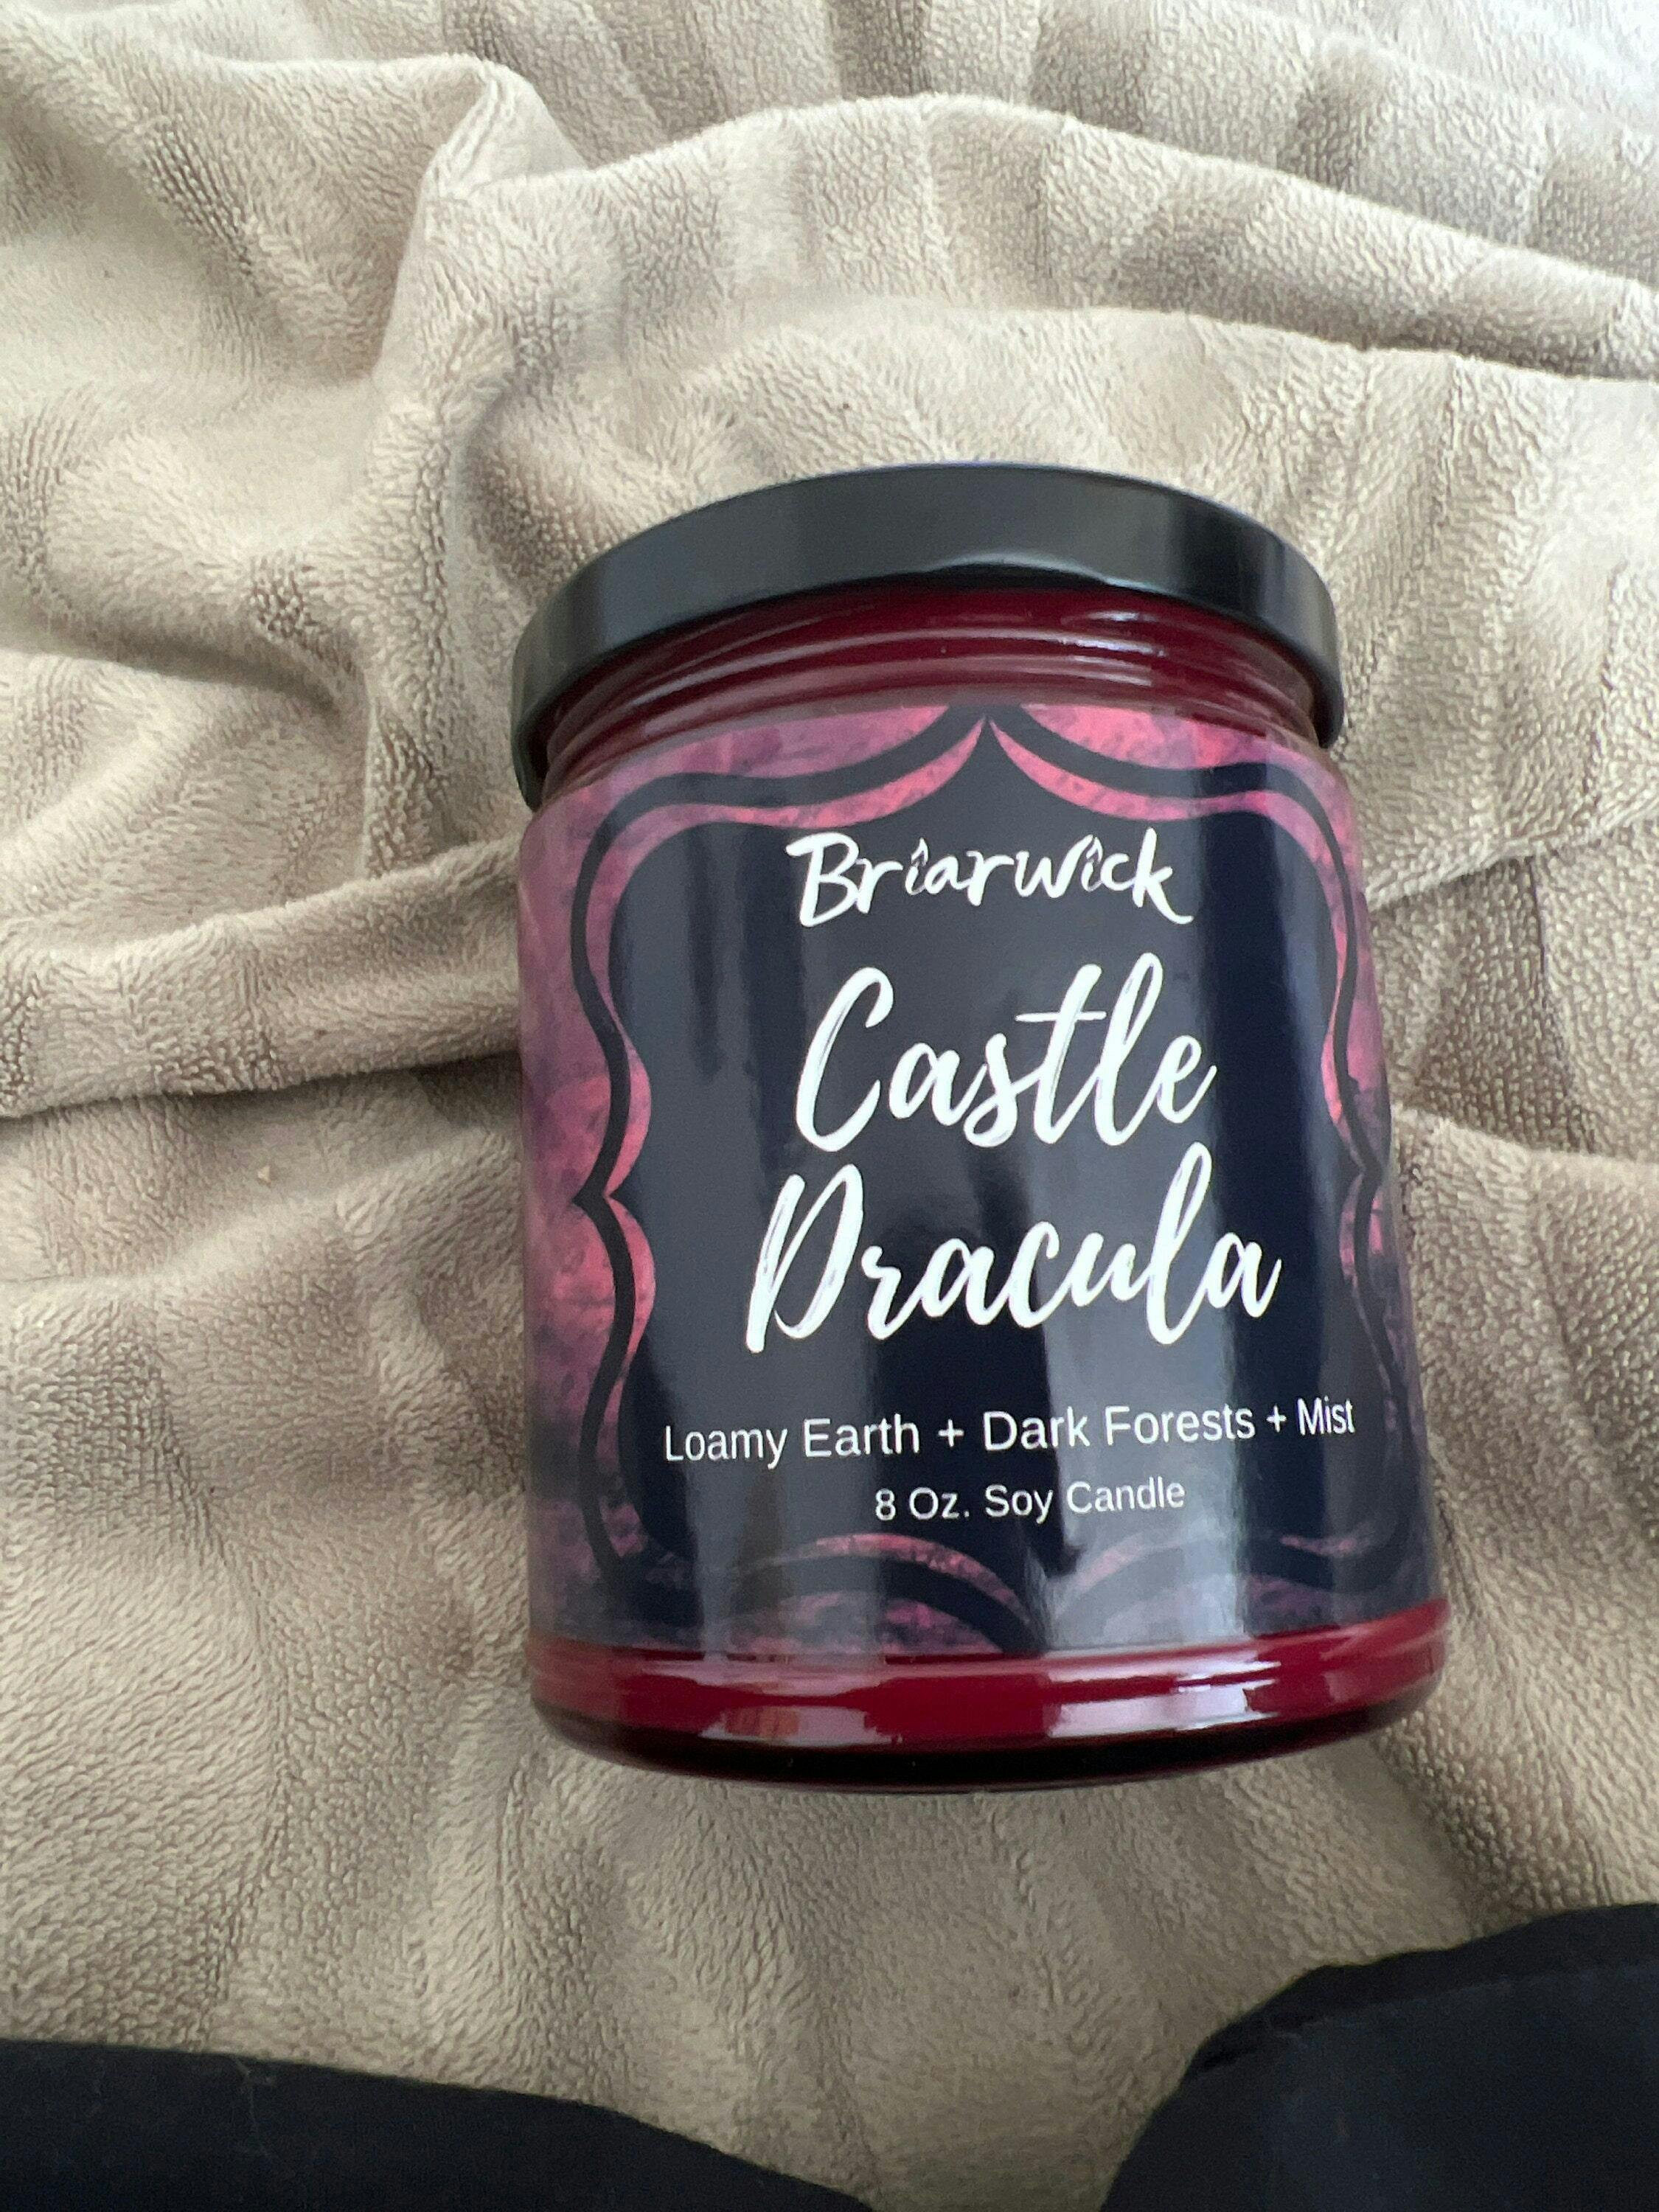 Briarwick
Castle
Dracula
Loamy Earth + Dark Forests + Mist
8 Oz. Soy Candle